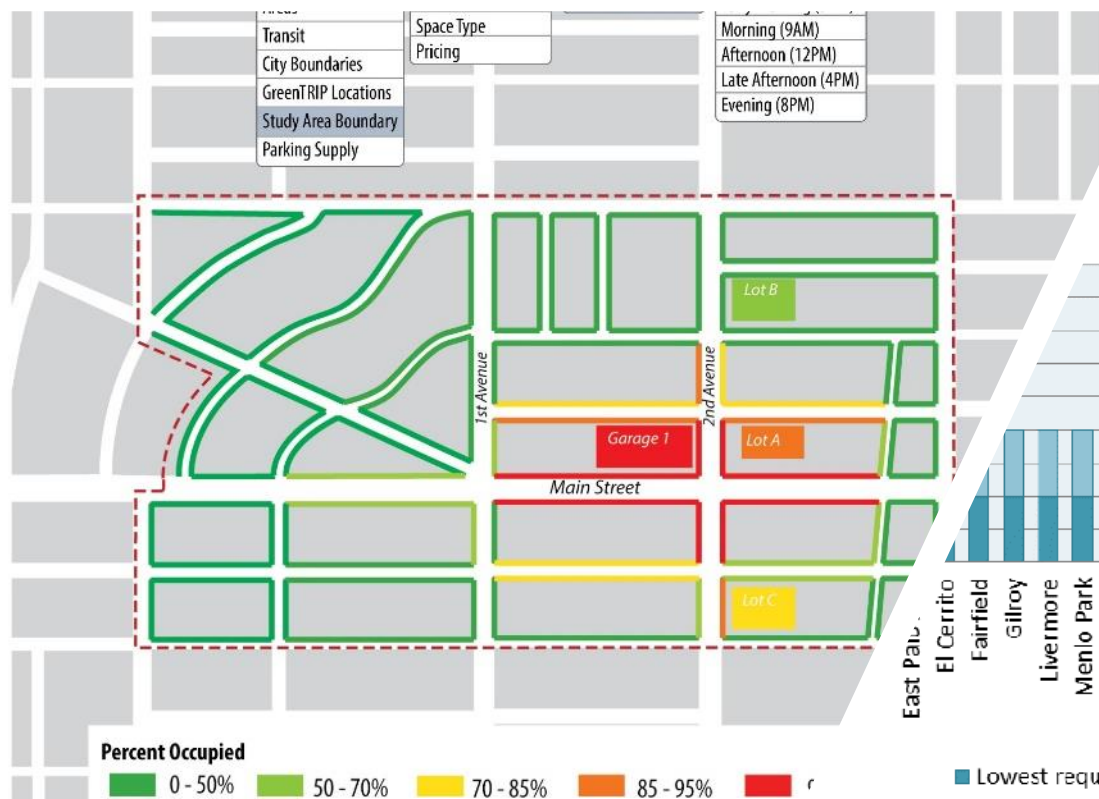 Transit
City Boundaries
GreenTRIP Locations
Study Area Boundary
Parking Supply
Space Type
Pricing
Morning (9AM)
Afternoon (12PM)
Late Afternoon (4PM)
Evening (8PM)
Lot B
1st Avenue
2nd Avenue
Garage 1
Lot A
Main Street
Lot C
East
El Cerrito
Fairfield
Gilroy
Livermore
Menlo Park
Percent Occupied
0 - 50%
50 - 70%
70 - 85%
85 - 95%
Lowest requ